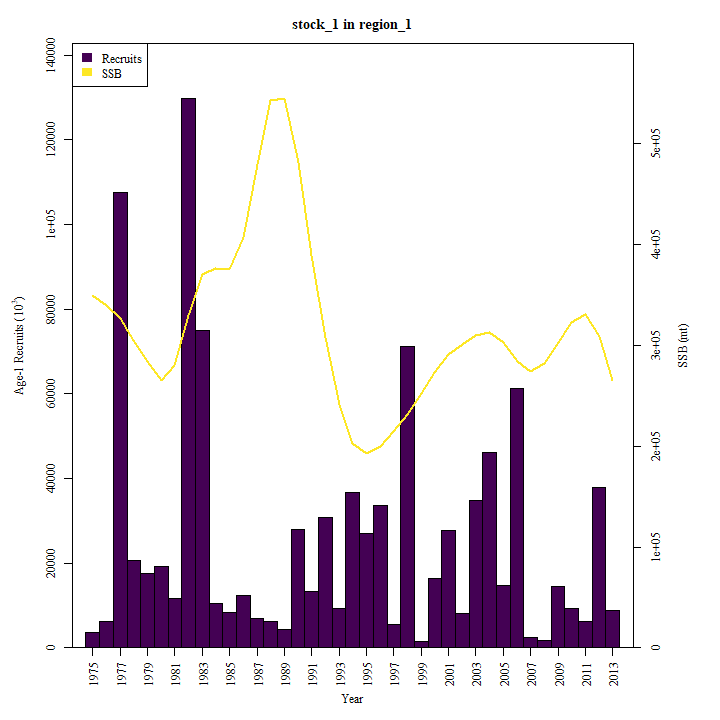 stock_1 in region_1
Recruits
SSB
140000
120000
1e+05
80000
60000
40000
20000
0
Age-1 Recruits (10³)
5e+05
4e+05
3e+05
2e+05
1e+05
0
SSB (mt)
1975 1977 1979 1981 1983 1985 1987 1989 1991 1993 1995 1997 1999 2001 2003 2005 2007 2009 2011 2013
Year